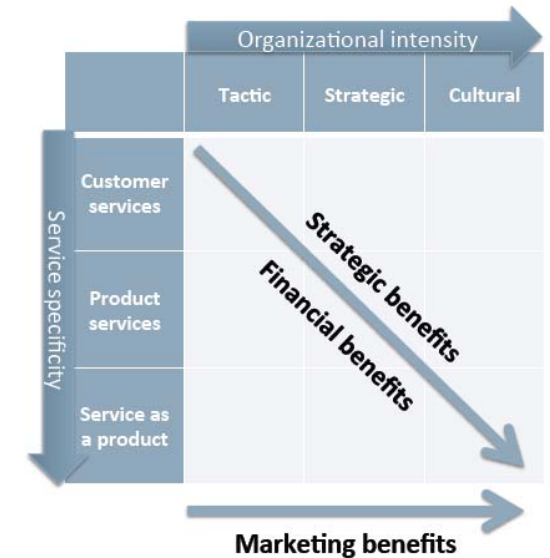 Organizational intensity
Tactic
Strategic
Cultural
Service specificity
Customer
services
Product
services
Service as
a product
Strategic benefits
Financial benefits
Marketing benefits